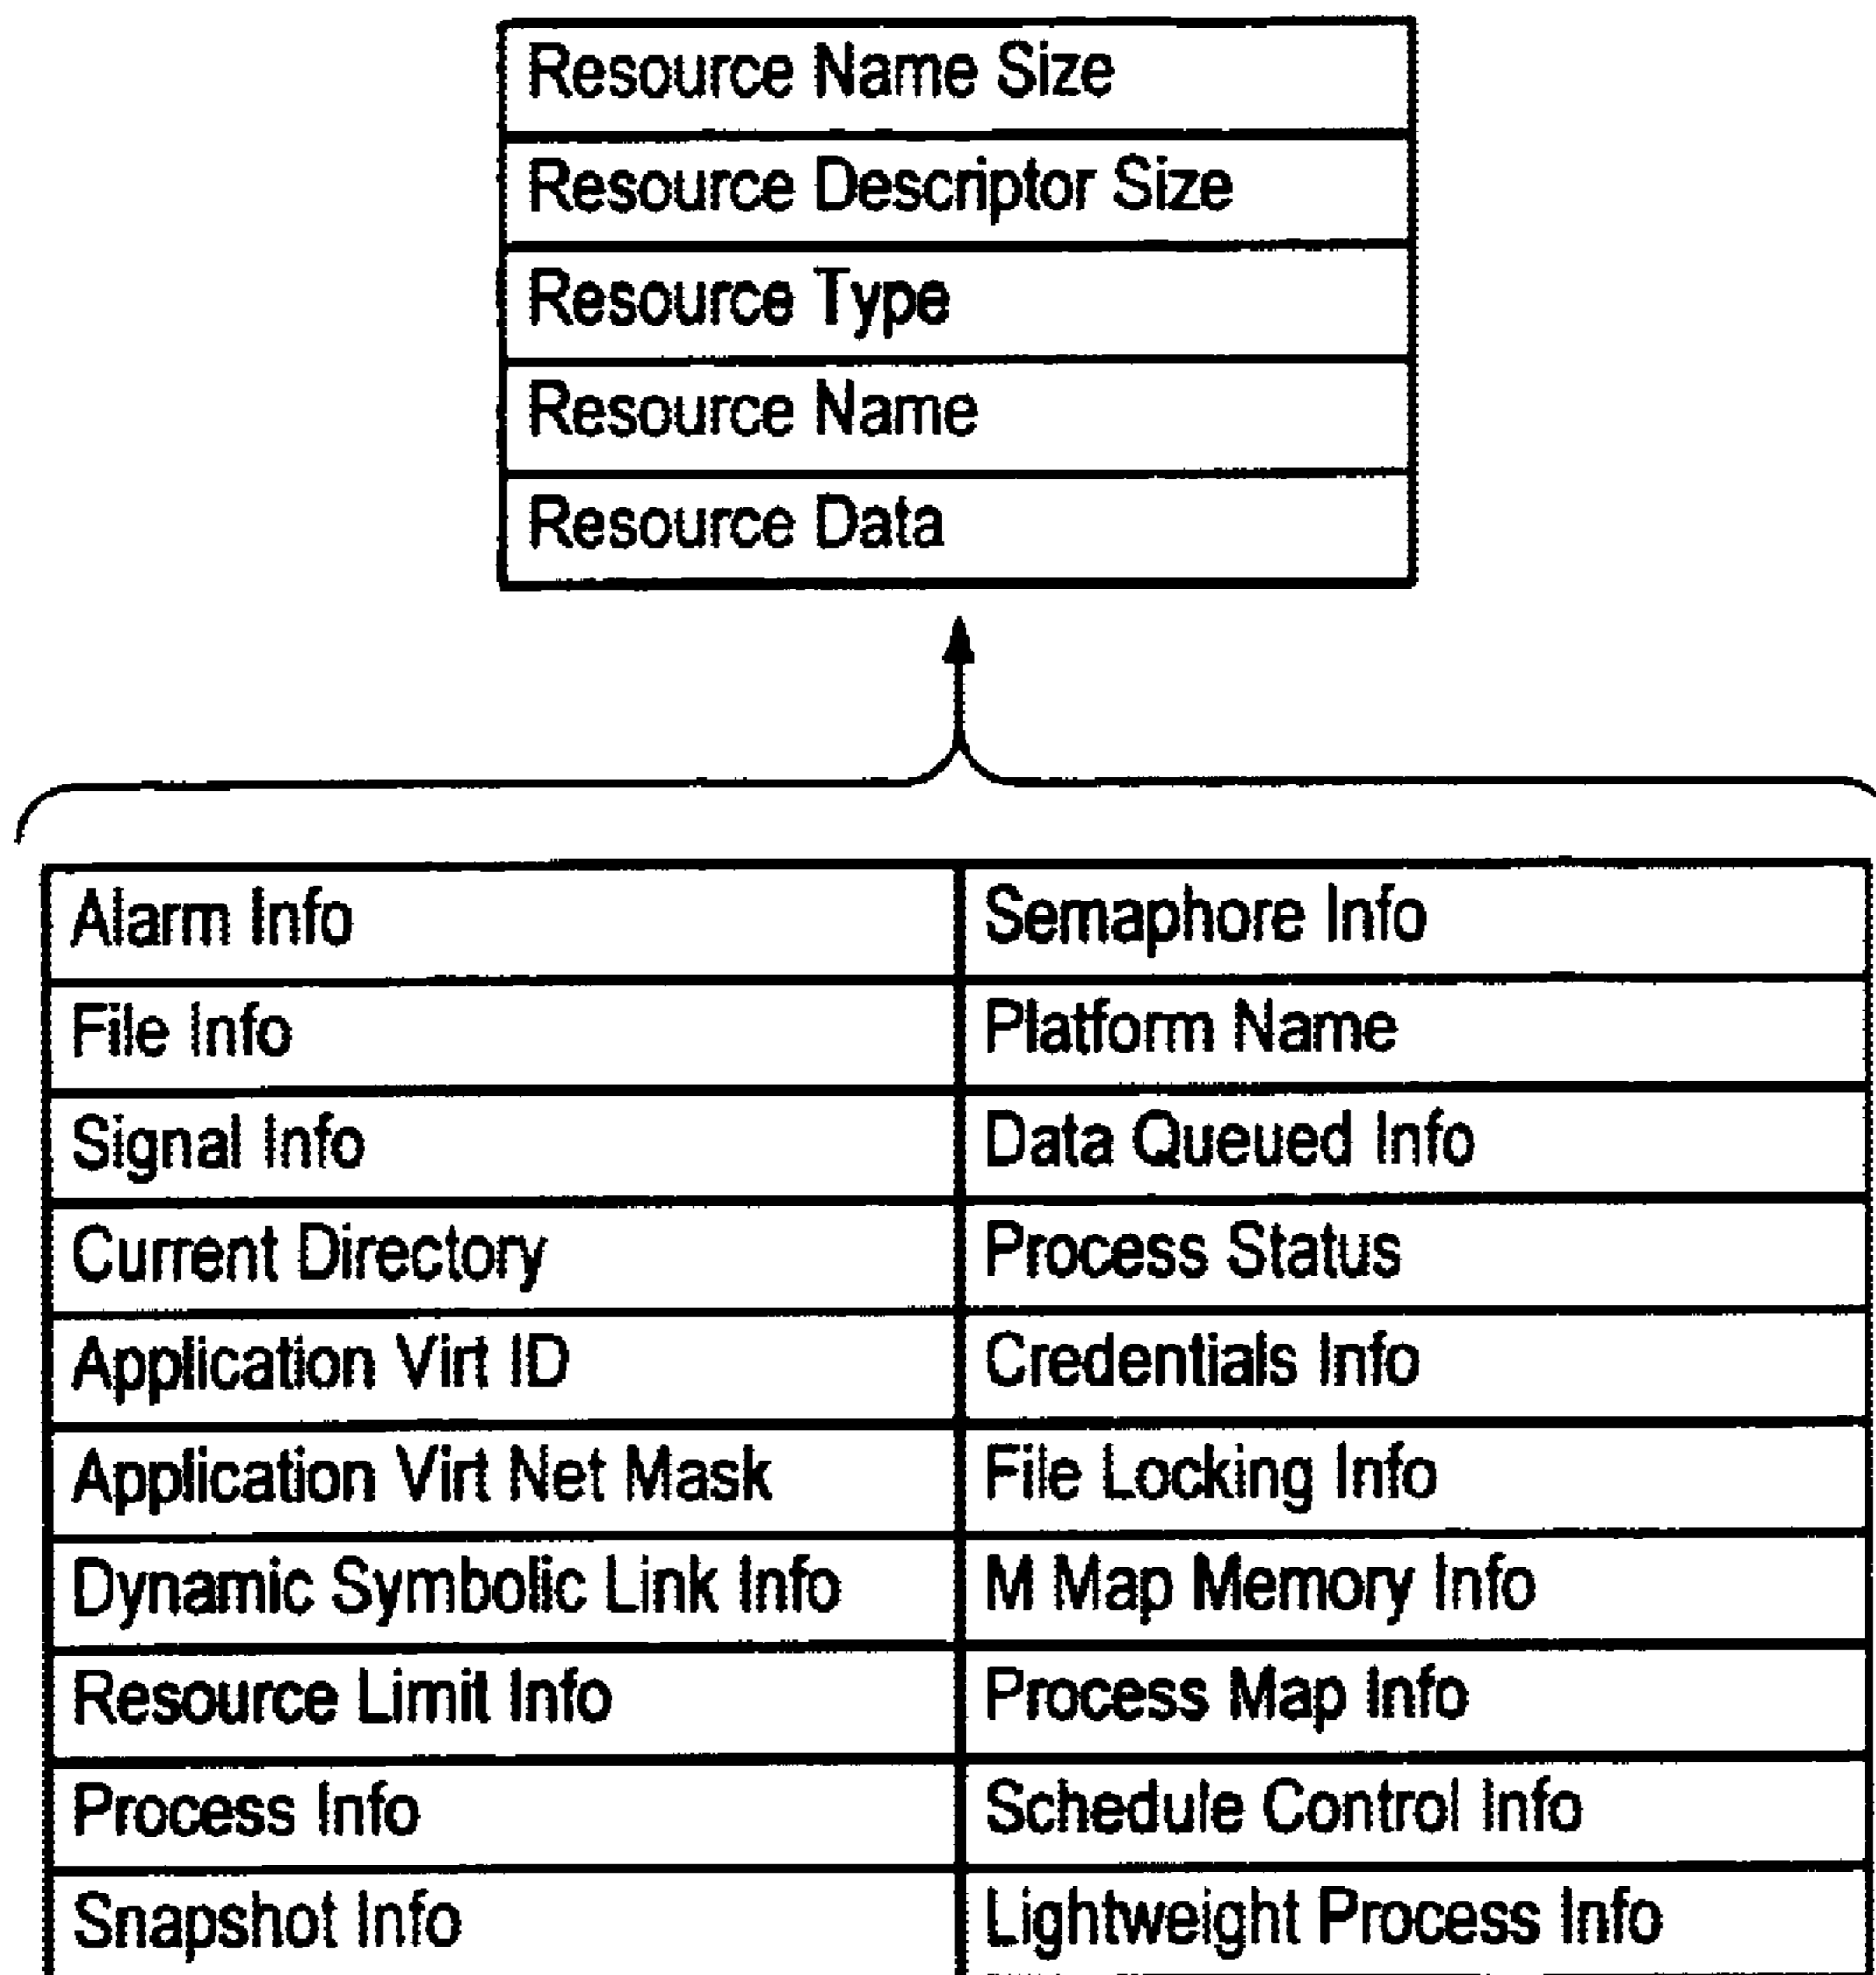 Resource Name Size
Resource Descriptor Size
Resource Type
Resource Name
Resource Data
Alarm Info
Semaphore Info
File Info
Platform Name
Signal Info
Data Queued Info
Current Directory
Process Status
Application Virt ID
Credentials Info
Application Virt Net Mask
File Locking Info
Dynamic Symbolic Link Info
M Map Memory Info
Resource Limit Info
Process Map Info
Process Info
Schedule Control Info
Snapshot Info
Lightweight Process Info